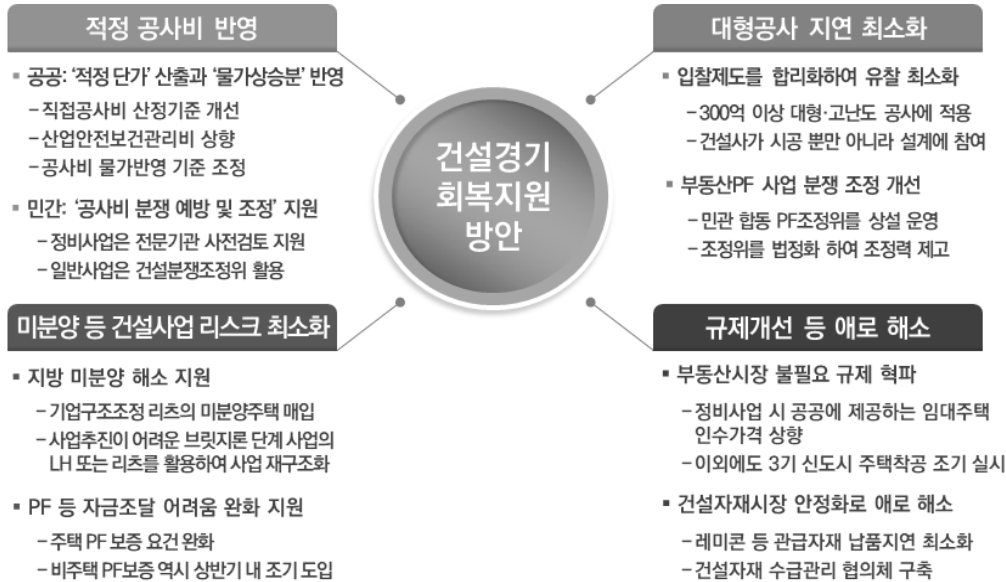 적정 공사비 반영
▪ 공공: ‘적정 단가’ 산출과 ‘물가상승분’ 반영
–직접공사비 산정기준 개선
–산업안전보건관리비 상향
–공사비 물가반영 기준 조정
▪ 민간: ‘공사비 분쟁 예방 및 조정’ 지원
–정비사업은 전문기관 사전검토 지원
–일반사업은 건설분쟁조정위 활용
대형공사 지연 최소화
▪ 입찰제도를 합리화하여 유찰 최소화
–300억 이상 대형·고난도 공사에 적용
–건설사가 시공 뿐만 아니라 설계에 참여
▪ 부동산PF 사업 분쟁 조정 개선
–민관 합동 PF조정위를 상설 운영
–조정위를 법정화 하여 조정력 제고
건설경기
회복지원
방안
미분양 등 건설사업 리스크 최소화
▪ 지방 미분양 해소 지원
–기업구조조정 리츠의 미분양주택 매입
–사업추진이 어려운 브릿지론 단계 사업의
LH 또는 리츠를 활용하여 사업 재구조화
▪ PF 등 자금조달 어려움 완화 지원
–주택 PF 보증 요건 완화
–비주택 PF보증 역시 상반기 내 조기 도입
규제개선 등 애로 해소
▪ 부동산시장 불필요 규제 혁파
–정비사업 시 공공에 제공하는 임대주택
인수가격 상향
–이외에도 3기 신도시 주택착공 조기 실시
▪ 건설자재시장 안정화로 애로 해소
–레미콘 등 관급자재 납품지연 최소화
–건설자재 수급관리 협의체 구축